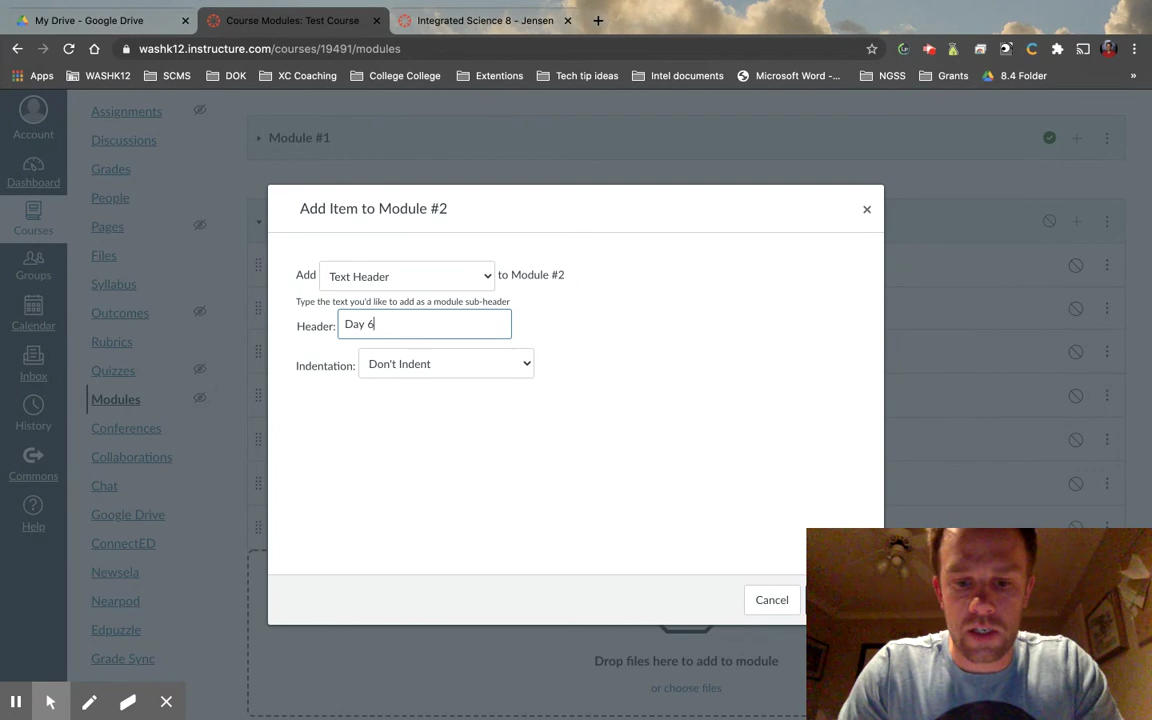 My Drive - Google Drive
Course Modules: Test Course
Integrated Science 8 - Jensen
washk12.instructure.com/courses/19491/modules
Apps
WASHK12
SCMS
DOK
XC Coaching
College College
Extentions
Tech tip ideas
Intel documents
Microsoft Word -...
NGSS
Grants
8.4 Folder
»
Account
Dashboard
Courses
Groups
Calendar
Inbox
History
Commons
Help
Assignments
Discussions
Grades
People
Pages
Files
Syllabus
Outcomes
Rubrics
Quizzes
Modules
Conferences
Collaborations
Chat
Google Drive
ConnectED
Newsela
Nearpod
Edpuzzle
Grade Sync
Module #1
Add Item to Module #2
Add Text Header to Module #2
Type the text you'd like to add as a module sub-header
Header: Day 6
Indentation: Don't Indent
Cancel
Drop files here to add to module
or choose files